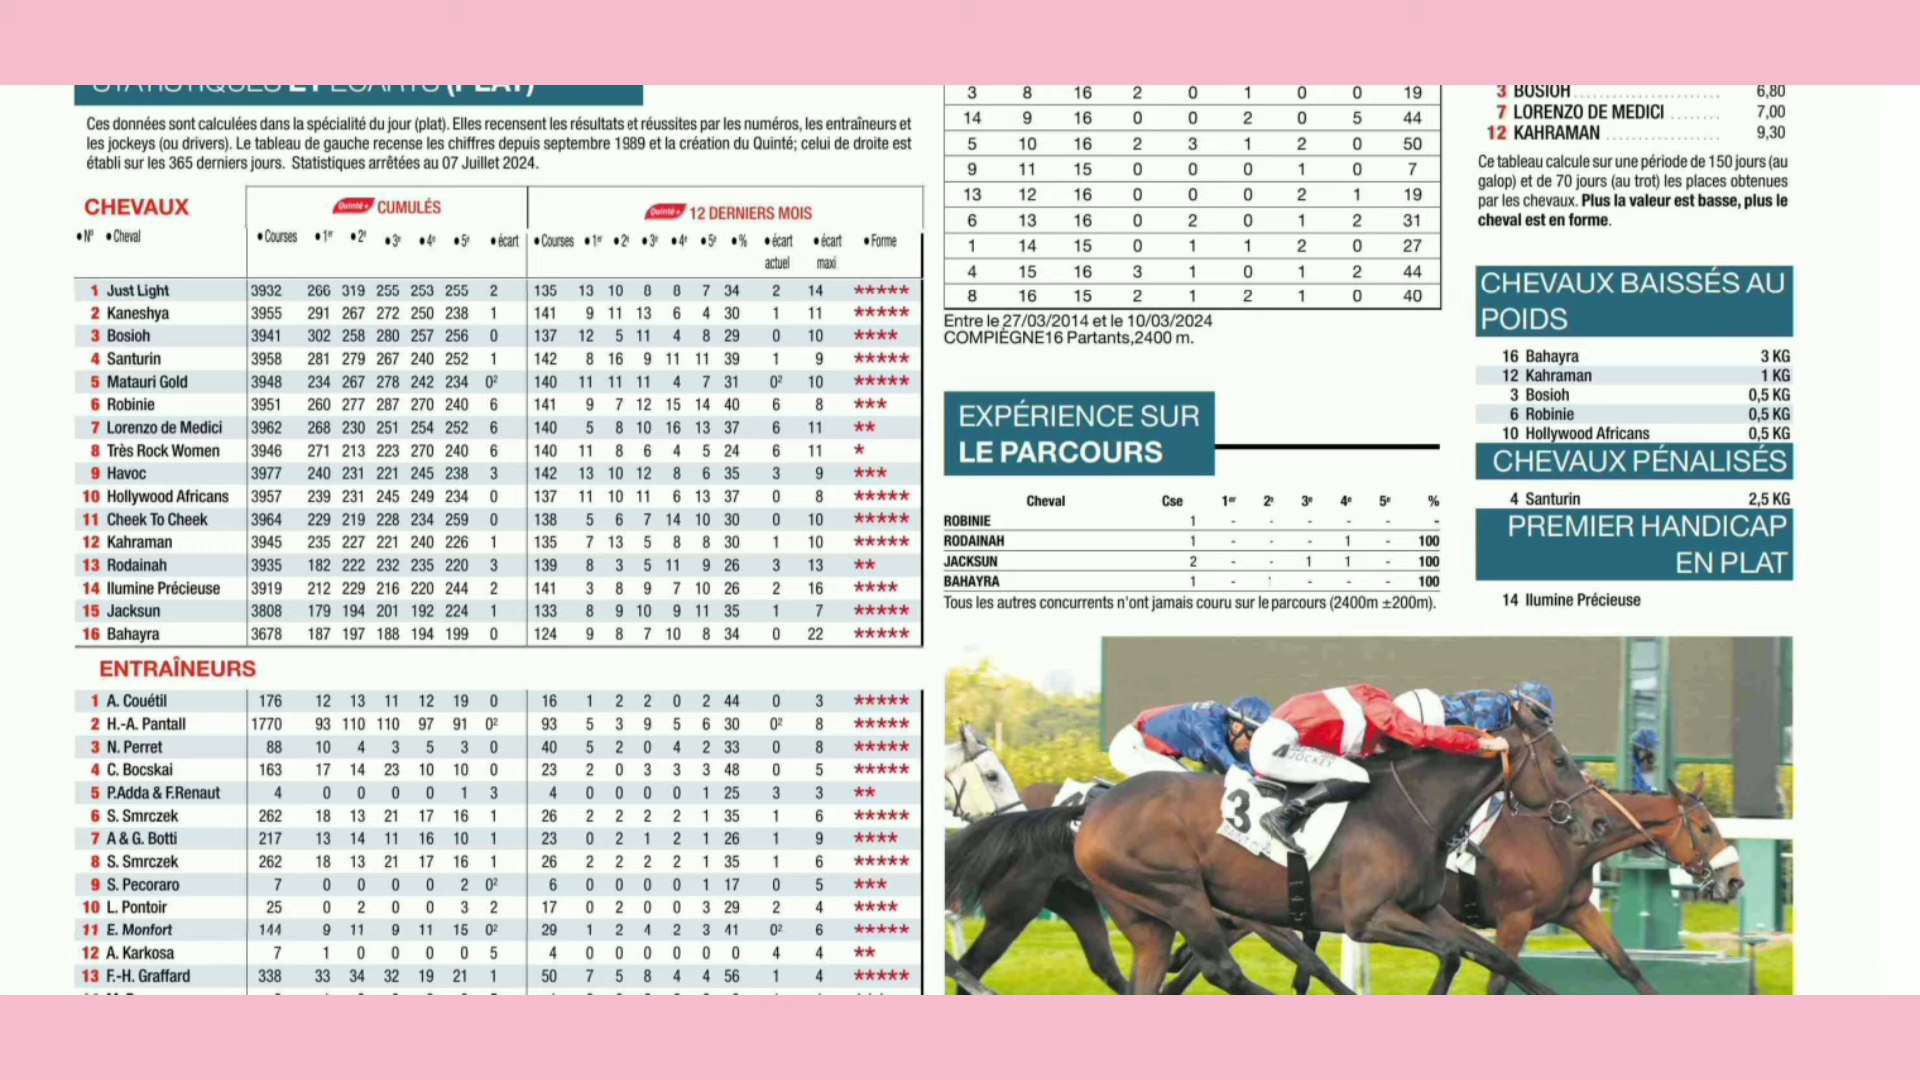 STATISTIQUES ET ÉCARTS (PLAT)
Ces données sont calculées dans la spécialité du jour (plat). Elles recensent les résultats et réussites par les numéros, les entraîneurs et
les jockeys (ou drivers). Le tableau de gauche recense les chiffres depuis septembre 1989 et la création du Quinté; celui de droite est
établi sur les 365 derniers jours. Statistiques arrêtées au 07 Juillet 2024.
CHEVAUX Quinté+ CUMULÉS Quinté+ 12 DERNIERS MOIS
• N° • Cheval • Courses • 1er • 2e • 3e • 4e • 5e • écart • Courses • 1er • 2e • 3e • 4e • 5e • % • écart • écart • Forme
actuel maxi
1 Just Light 3932 266 319 255 253 255 2 135 13 10 8 8 7 34 2 14 *****
2 Kaneshya 3955 291 267 272 250 238 1 141 9 11 13 6 4 30 1 11 *****
3 Bosioh 3941 302 258 280 257 256 0 137 12 5 11 4 8 29 0 10 ****
4 Santurin 3958 281 279 267 240 252 1 142 8 16 9 11 11 39 1 9 *****
5 Matauri Gold 3948 234 267 278 242 234 0² 140 11 11 11 4 7 31 0² 10 *****
6 Robinie 3951 260 277 287 270 240 6 141 9 7 12 15 14 40 6 8 ***
7 Lorenzo de Medici 3962 268 230 251 254 252 6 140 5 8 10 16 13 37 6 11 **
8 Très Rock Women 3946 271 213 223 270 240 6 140 11 8 6 4 5 24 6 11 *
9 Havoc 3977 240 231 221 245 238 3 142 13 10 12 8 6 35 3 9 ***
10 Hollywood Africans 3957 239 231 245 249 234 0 137 11 10 11 6 13 37 0 8 *****
11 Cheek To Cheek 3964 229 219 228 234 259 0 138 5 6 7 14 10 30 0 10 *****
12 Kahraman 3945 235 227 221 240 226 1 135 7 13 5 8 8 30 1 10 *****
13 Rodainah 3935 182 222 232 235 220 3 139 8 3 5 11 9 26 3 13 **
14 Ilumine Précieuse 3919 212 229 216 220 244 2 141 3 8 9 7 10 26 2 16 ****
15 Jacksun 3808 179 194 201 192 224 1 133 8 9 10 9 11 35 1 7 *****
16 Bahayra 3678 187 197 188 194 199 0 124 9 8 7 10 8 34 0 22 *****
ENTRAÎNEURS
1 A. Couétil 176 12 13 11 12 19 0 16 1 2 2 0 2 44 0 3 *****
2 H.-A. Pantall 1770 93 110 110 97 91 0² 93 5 3 9 5 6 30 0² 8 *****
3 N. Perret 88 10 4 3 5 3 0 40 5 2 0 4 2 33 0 8 *****
4 C. Bocskai 163 17 14 23 10 10 0 23 2 0 3 3 3 48 0 5 *****
5 P.Adda & F.Renaut 4 0 0 0 0 1 3 4 0 0 0 0 1 25 3 3 **
6 S. Smrczek 262 18 13 21 17 16 1 26 2 2 2 2 1 35 1 6 *****
7 A & G. Botti 217 13 14 11 16 10 1 23 0 2 1 2 1 26 1 9 ****
8 S. Smrczek 262 18 13 21 17 16 1 26 2 2 2 2 1 35 1 6 *****
9 S. Pecoraro 7 0 0 0 0 2 0² 6 0 0 0 0 1 17 0 5 ***
10 L. Pontoir 25 0 2 0 0 3 2 17 0 2 0 0 3 29 2 4 ****
11 E. Monfort 144 9 11 9 11 15 0² 29 1 2 4 2 3 41 0² 6 *****
12 A. Karkosa 7 1 0 0 0 0 5 4 0 0 0 0 0 0 4 4 **
13 F.-H. Graffard 338 33 34 32 19 21 1 50 7 5 8 4 4 56 1 4 *****
3 8 16 2 0 1 0 0 19
14 9 16 0 0 2 0 5 44
5 10 16 2 3 1 2 0 50
9 11 15 0 0 0 1 0 7
13 12 16 0 0 0 2 1 19
6 13 16 0 2 0 1 2 31
1 14 15 0 1 1 2 0 27
4 15 16 3 1 0 1 2 44
8 16 15 2 1 2 1 0 40
Entre le 27/03/2014 et le 10/03/2024
COMPIÈGNE16 Partants,2400 m.
EXPÉRIENCE SUR
LE PARCOURS
Cheval Cse 1er 2e 3e 4e 5e %
ROBINIE 1 - - - - - -
RODAINAH 1 - - - 1 - 100
JACKSUN 2 - - 1 1 - 100
BAHAYRA 1 - 1 - - - 100
Tous les autres concurrents n'ont jamais couru sur le parcours (2400m ±200m).
3 BOSIOH 6,80
7 LORENZO DE MEDICI 7,00
12 KAHRAMAN 9,30
Ce tableau calcule sur une période de 150 jours (au
galop) et de 70 jours (au trot) les places obtenues
par les chevaux. Plus la valeur est basse, plus le
cheval est en forme.
CHEVAUX BAISSÉS AU
POIDS
16 Bahayra 3 KG
12 Kahraman 1 KG
3 Bosioh 0,5 KG
6 Robinie 0,5 KG
10 Hollywood Africans 0,5 KG
CHEVAUX PÉNALISÉS
4 Santurin 2,5 KG
PREMIER HANDICAP
EN PLAT
14 Ilumine Précieuse
3
JOCKEY